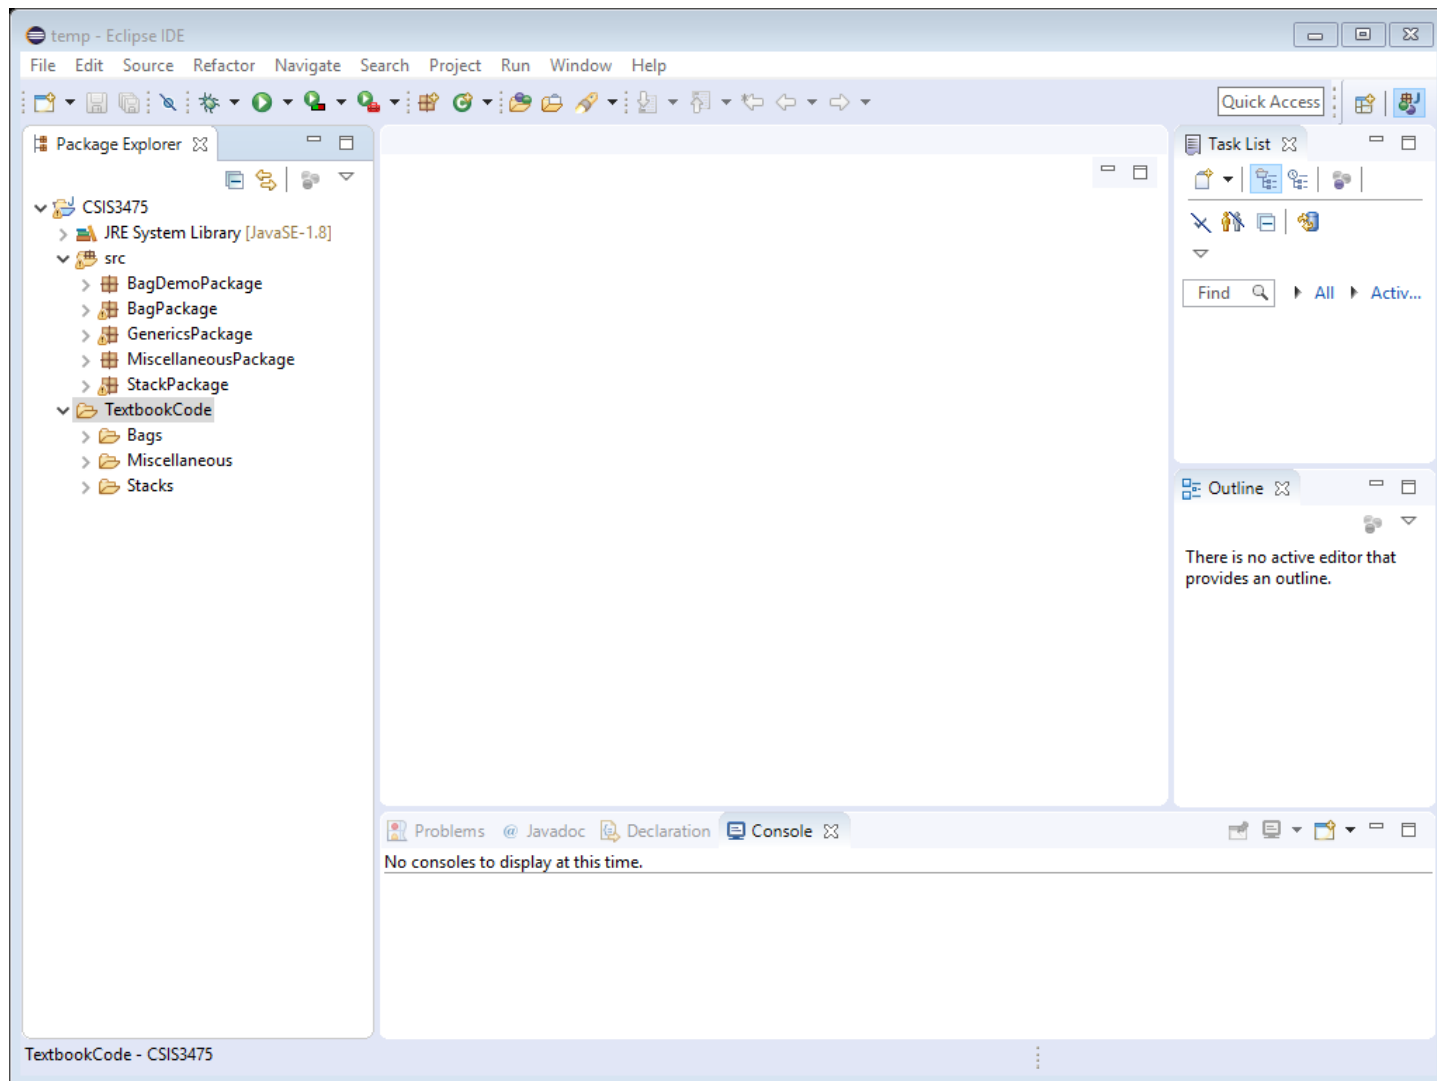 temp - Eclipse IDE
File Edit Source Refactor Navigate Search Project Run Window Help
Quick Access
Package Explorer
CSIS3475
JRE System Library [JavaSE-1.8]
src
BagDemoPackage
BagPackage
GenericsPackage
MiscellaneousPackage
StackPackage
TextbookCode
Bags
Miscellaneous
Stacks
Task List
Find All Activ...
Outline
There is no active editor that
provides an outline.
Problems @ Javadoc Declaration Console
No consoles to display at this time.
TextbookCode - CSIS3475